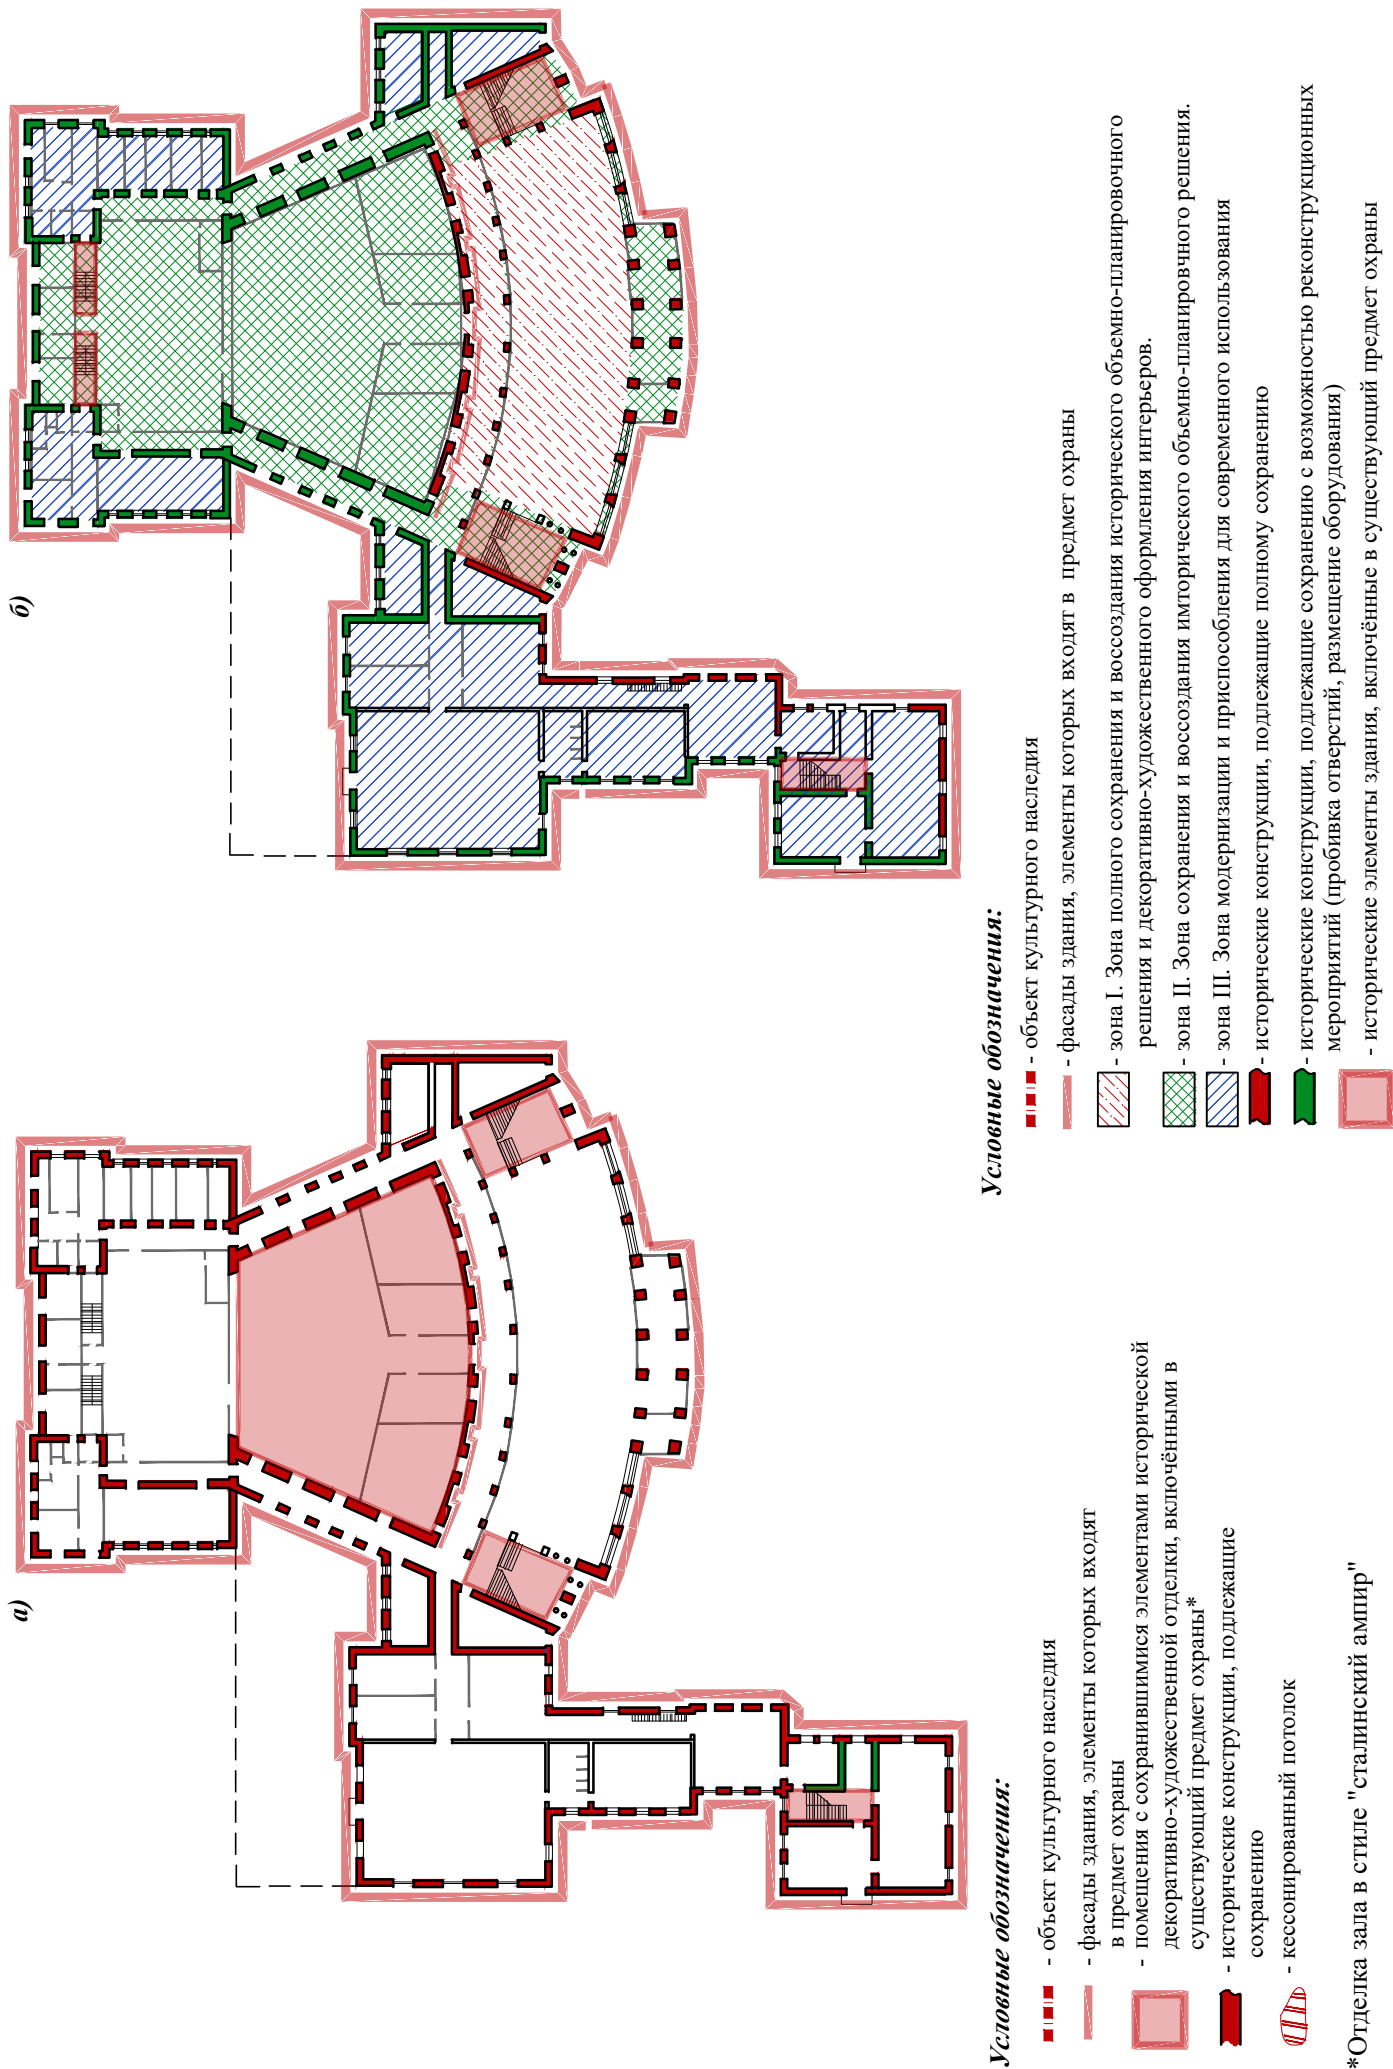 а)
Условные обозначения:
- объект культурного наследия
- фасады здания, элементы которых входят
в предмет охраны
- помещения с сохранившимися элементами исторической
декоративно-художественной отделки, включёнными в
существующий предмет охраны*
- исторические конструкции, подлежащие
сохранению
- кессонированный потолок
*Отделка зала в стиле "сталинский ампир"
б)
Условные обозначения:
- объект культурного наследия
- фасады здания, элементы которых входят в предмет охраны
- зона I. Зона полного сохранения и воссоздания исторического объемно-планировочного
решения и декоративно-художественного оформления интерьеров.
- зона II. Зона сохранения и воссоздания имторического объемно-планировчного решения.
- зона III. Зона модернизации и приспособления для современного использования
- исторические конструкции, подлежащие полному сохранению
- исторические конструкции, подлежащие сохранению с возможностью реконструкционных
мероприятий (пробивка отверстий, размещение оборудования)
- исторические элементы здания, включённые в существующий предмет охраны